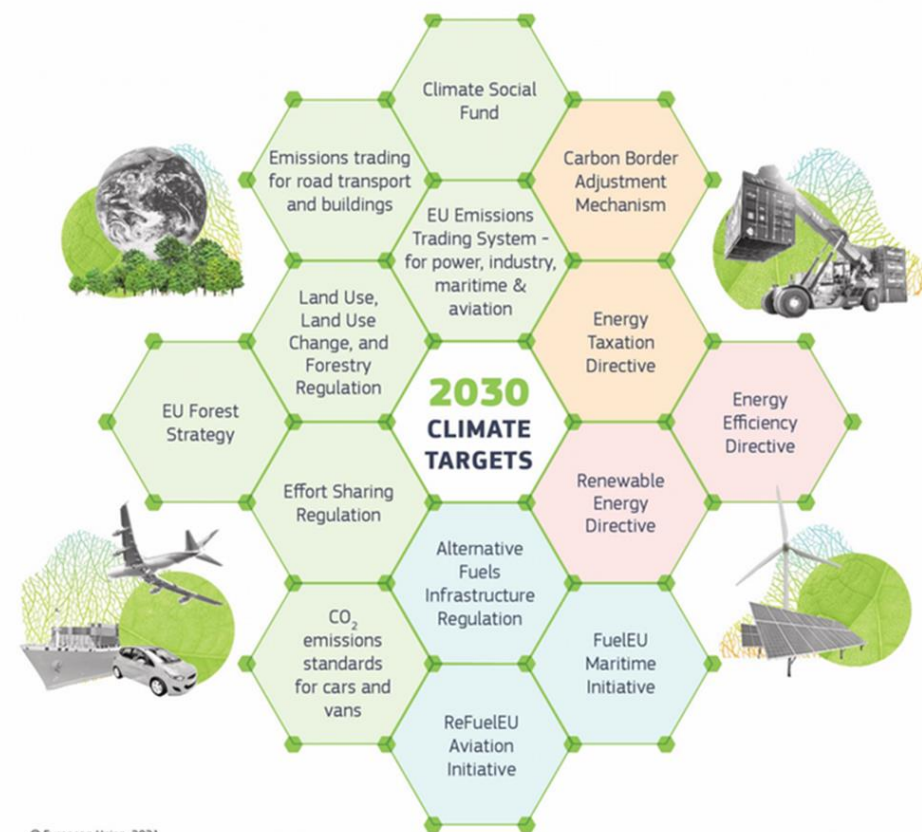 Climate Social
Fund
Emissions trading
for road transport
and buildings
Carbon Border
Adjustment
Mechanism
EU Emissions
Trading System -
for power, industry,
maritime &
aviation
Land Use,
Land Use
Change, and
Forestry
Regulation
Energy
Taxation
Directive
EU Forest
Strategy
2030
CLIMATE
TARGETS
Energy
Efficiency
Directive
Effort Sharing
Regulation
Renewable
Energy
Directive
Alternative
Fuels
Infrastructure
Regulation
CO₂
emissions
standards
for cars and
vans
FuelEU
Maritime
Initiative
ReFuelEU
Aviation
Initiative